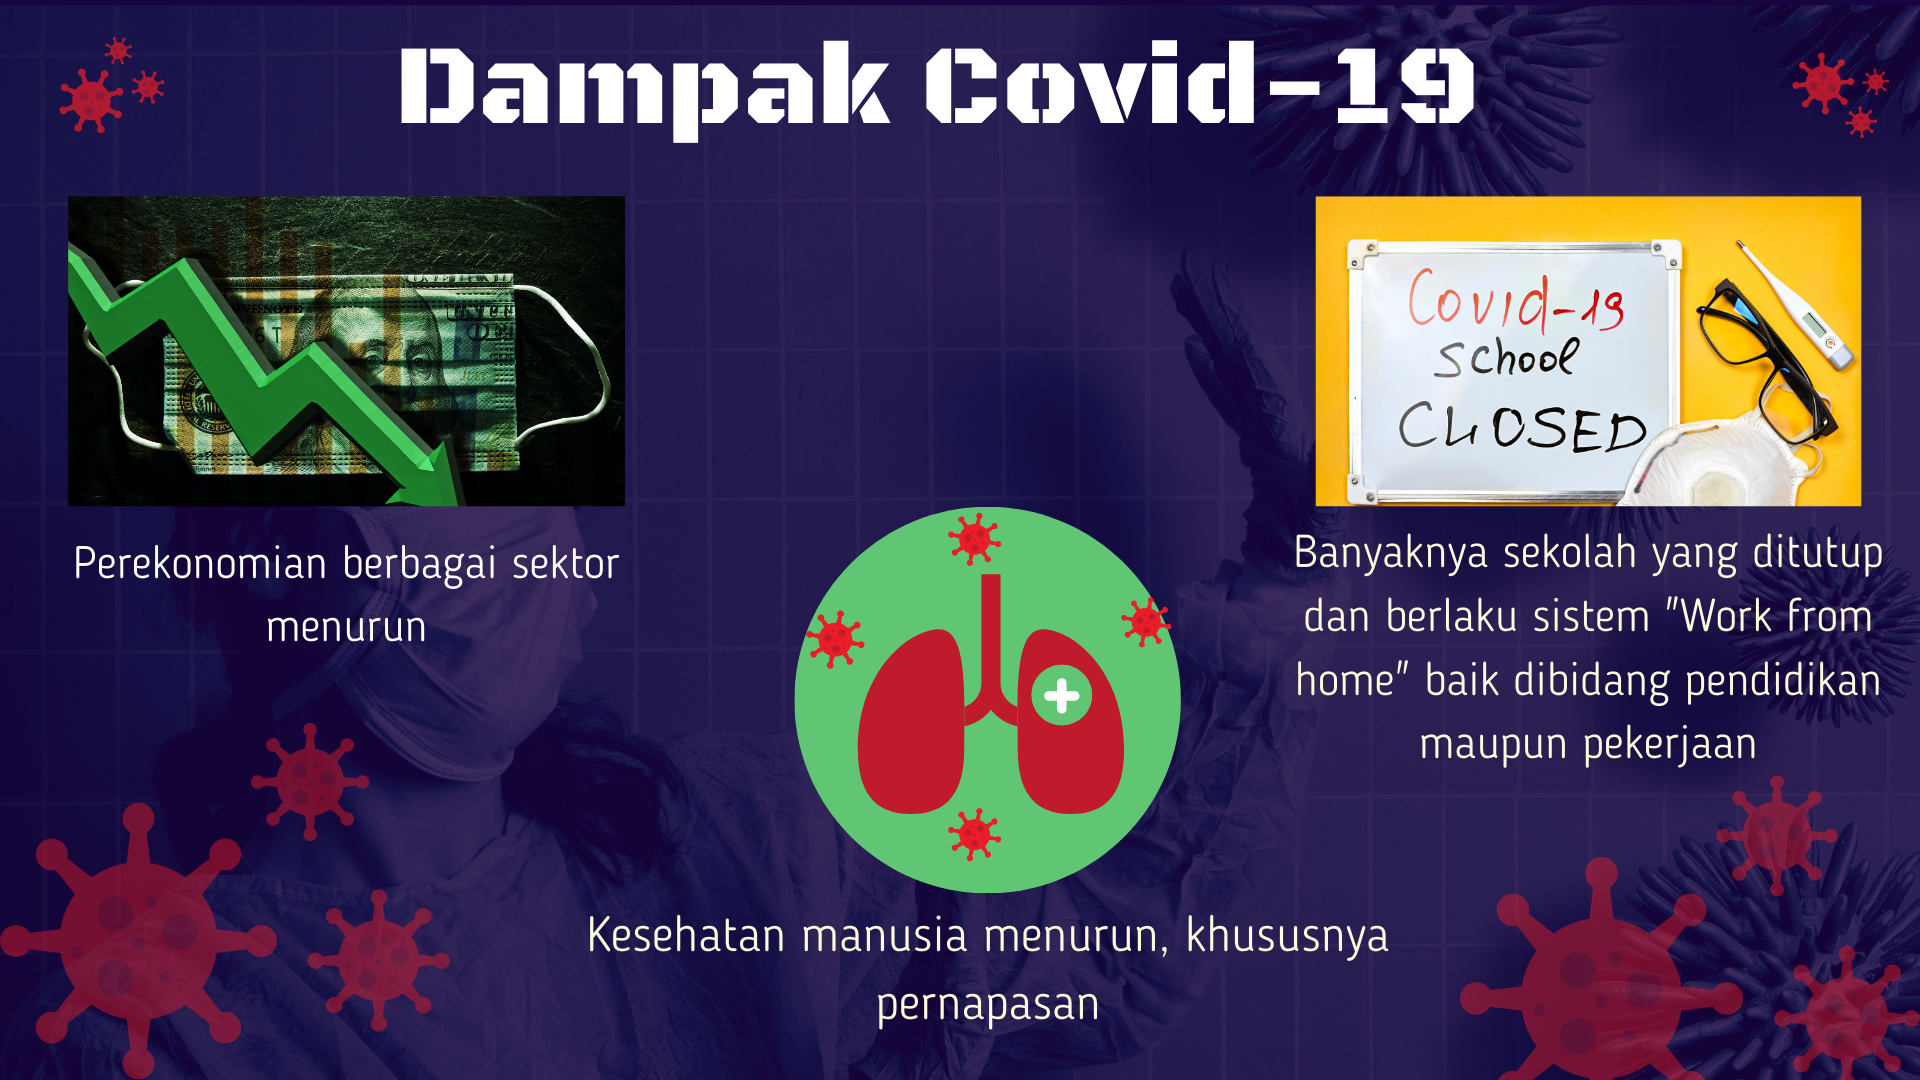 Dampak Covid-19
Covid-19
School
CLOSED
Perekonomian berbagai sektor
menurun
Banyaknya sekolah yang ditutup
dan berlaku sistem "Work from
home" baik dibidang pendidikan
maupun pekerjaan
Kesehatan manusia menurun, khususnya
pernapasan